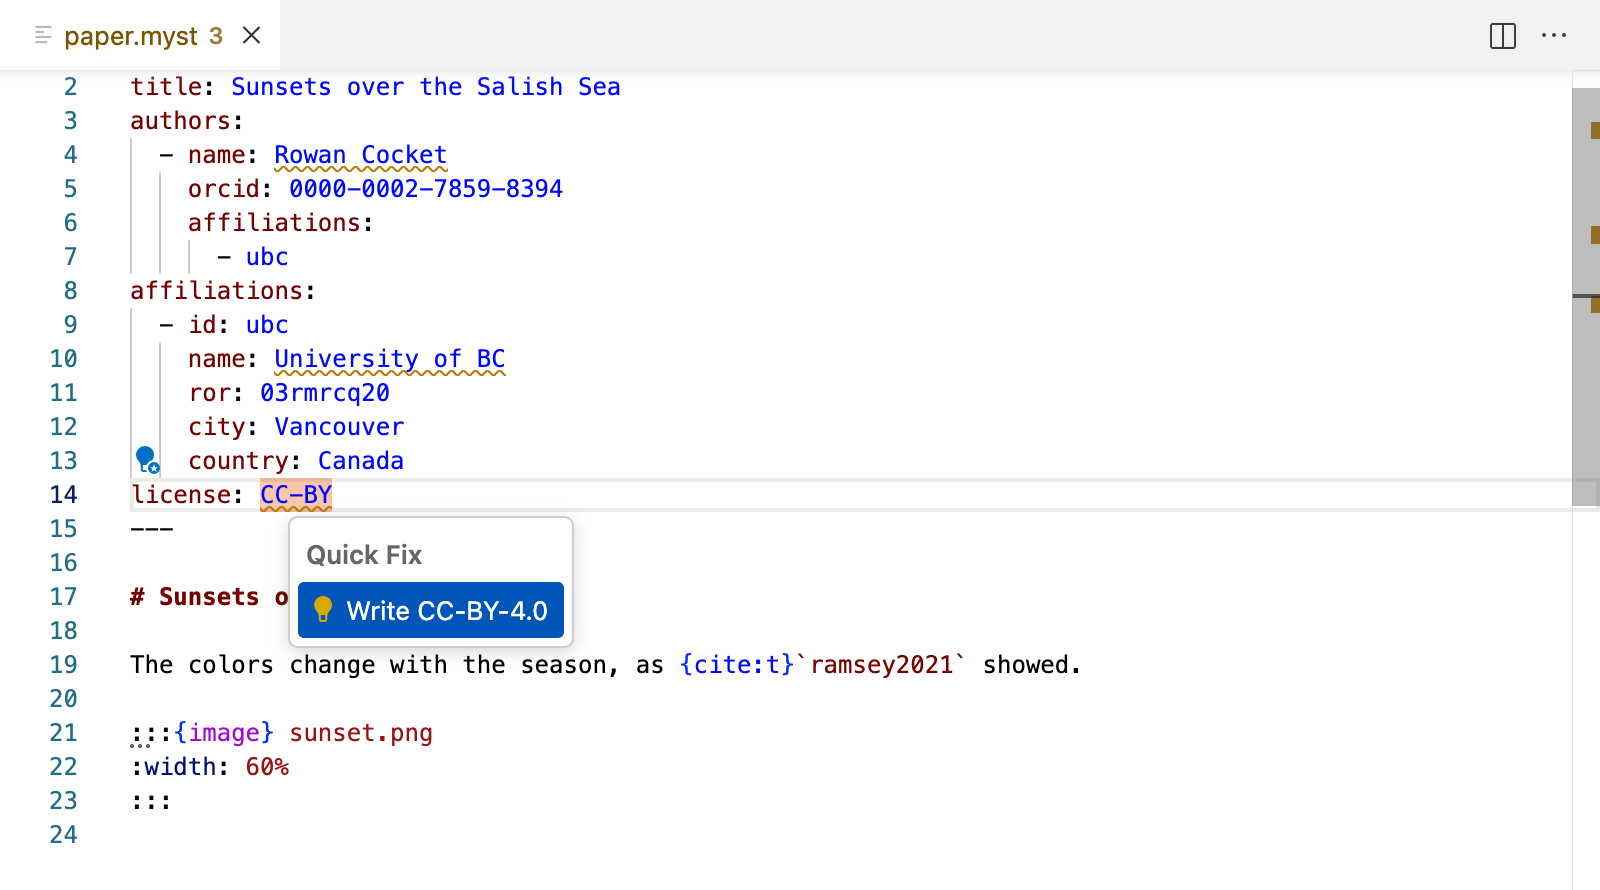 paper.myst 3
2 title: Sunsets over the Salish Sea
3 authors:
4   - name: Rowan Cocket
5     orcid: 0000-0002-7859-8394
6     affiliations:
7       - ubc
8 affiliations:
9   - id: ubc
10     name: University of BC
11     ror: 03rmrcq20
12     city: Vancouver
13     country: Canada
14 license: CC-BY
15 ---
Quick Fix
16
Write CC-BY-4.0
17 # Sunsets o
18
19 The colors change with the season, as {cite:t}`ramsey2021` showed.
20
21 :::{image} sunset.png
22 :width: 60%
23 :::
24